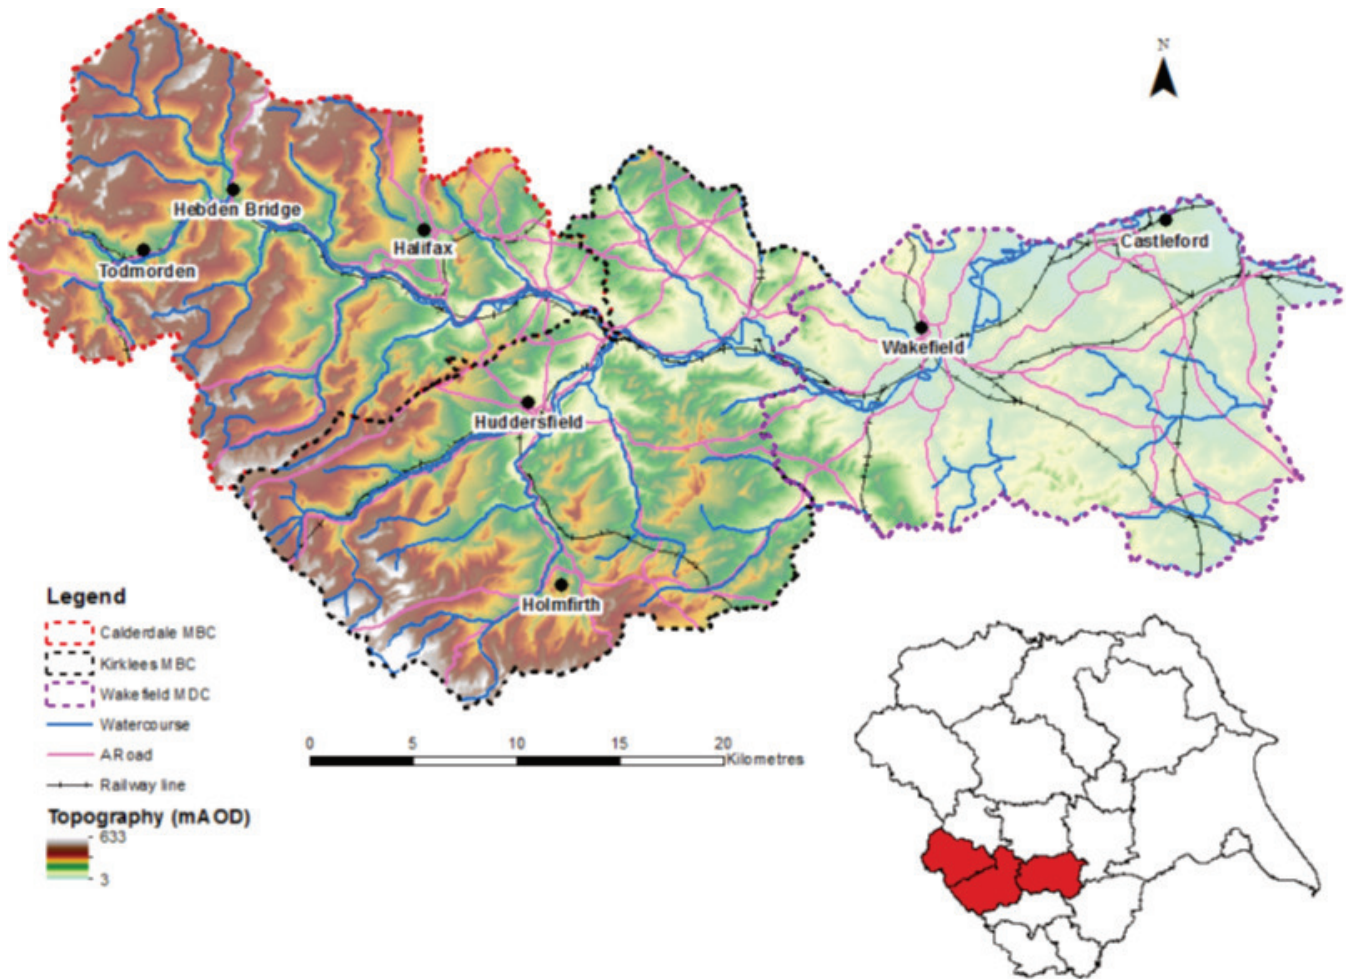 N
Hebden Bridge
Todmorden
Halifax
Castleford
Wakefield
Huddersfield
Holmfirth
Legend
Calderdale MBC
Kirklees MBC
Wakefield MDC
Watercourse
A Road
Railway line
Topography (mAOD)
633
3
0 5 10 15 20
Kilometres